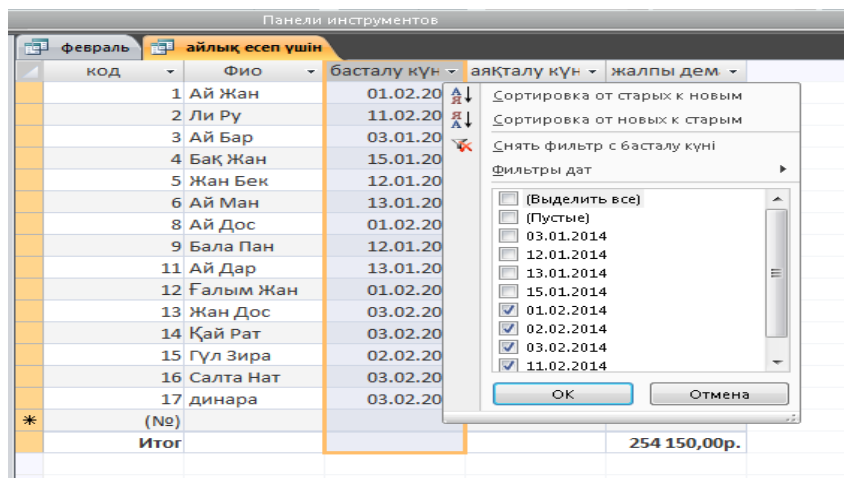 Панели инструментов
февраль айлық есеп үшін
код Фио басталу күн аяқталу күн жалпы дем
1 Ай Жан 01.02.20
2 Ли Ру 11.02.20
3 Ай Бар 03.01.20
4 Бақ Жан 15.01.20
5 Жан Бек 12.01.20
6 Ай Ман 13.01.20
8 Ай Дос 01.02.20
9 Бала Пан 12.01.20
11 Ай Дар 13.01.20
12 Ғалым Жан 01.02.20
13 Жан Дос 03.02.20
14 Қай Рат 03.02.20
15 Гүл Зира 02.02.20
16 Салта Нат 03.02.20
17 динара 03.02.20
(№)
Итог 254 150,00р.
Сортировка от старых к новым
Сортировка от новых к старым
Снять фильтр с басталу күні
Фильтры дат
(Выделить все)
(Пустые)
03.01.2014
12.01.2014
13.01.2014
15.01.2014
01.02.2014
02.02.2014
03.02.2014
11.02.2014
ОК Отмена